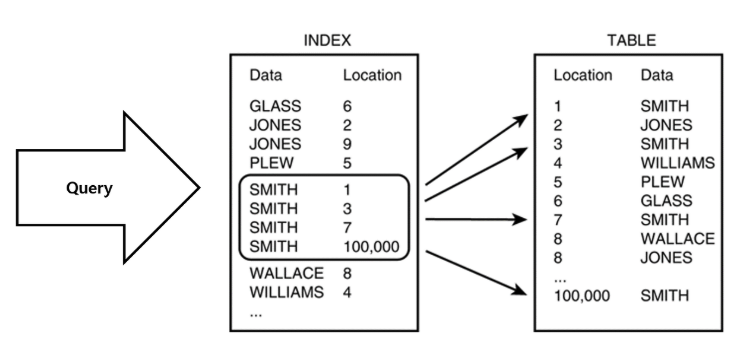 INDEX
Data Location
GLASS 6
JONES 2
JONES 9
PLEW 5
SMITH 1
SMITH 3
SMITH 7
SMITH 100,000
WALLACE 8
WILLIAMS 4
...
Query
TABLE
Location Data
1 SMITH
2 JONES
3 SMITH
4 WILLIAMS
5 PLEW
6 GLASS
7 SMITH
8 WALLACE
8 JONES
...
100,000 SMITH